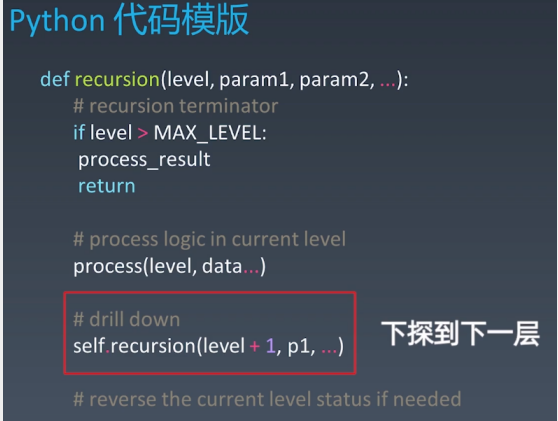 Python 代码模版
def recursion(level, param1, param2, ...):
# recursion terminator
if level > MAX_LEVEL:
process_result
return
# process logic in current level
process(level, data...)
# drill down
self.recursion(level + 1, p1, ...)
下探到下一层
# reverse the current level status if needed